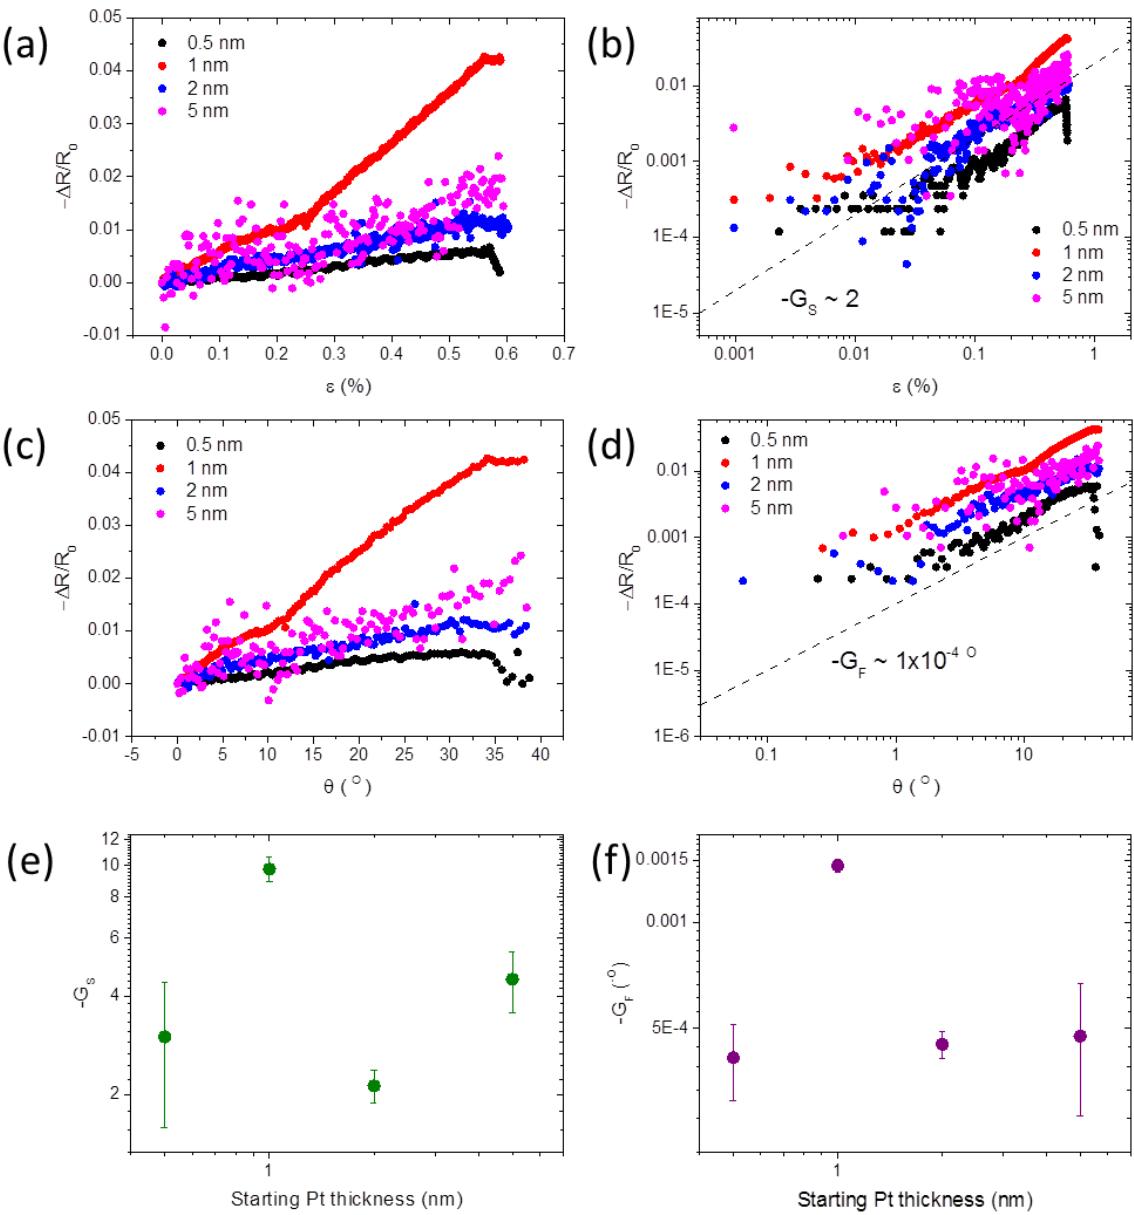 (a)
0.05
0.04
0.03
0.02
0.01
0.00
-0.01
−ΔR/R0
0.5 nm
1 nm
2 nm
5 nm
0.0 0.1 0.2 0.3 0.4 0.5 0.6 0.7
ε (%)
(b)
0.01
0.001
1E-4
1E-5
−ΔR/R0
0.5 nm
1 nm
2 nm
5 nm
-GS ~ 2
0.001 0.01 0.1 1
ε (%)
(c)
0.05
0.04
0.03
0.02
0.01
0.00
-0.01
−ΔR/R0
0.5 nm
1 nm
2 nm
5 nm
-5 0 5 10 15 20 25 30 35 40
θ (°)
(d)
0.01
0.001
1E-4
1E-5
1E-6
−ΔR/R0
0.5 nm
1 nm
2 nm
5 nm
-GF ~ 1x10-4 °
0.1 1 10
θ (°)
(e)
12
10
8
6
4
2
-Gs
1
Starting Pt thickness (nm)
(f)
0.0015
0.001
5E-4
-GF (-°)
1
Starting Pt thickness (nm)